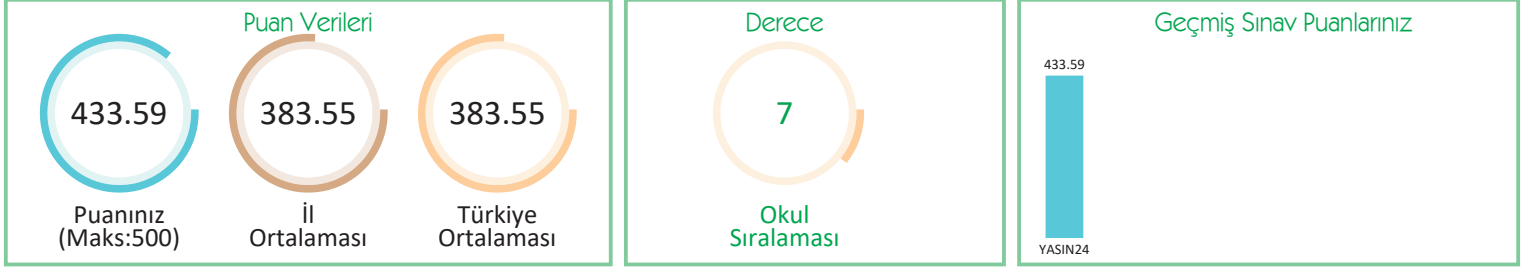 Puan Verileri
433.59
383.55
383.55
Puanınız
(Maks:500)
İl
Ortalaması
Türkiye
Ortalaması
Derece
7
Okul
Sıralaması
Geçmiş Sınav Puanlarınız
433.59
YASIN24